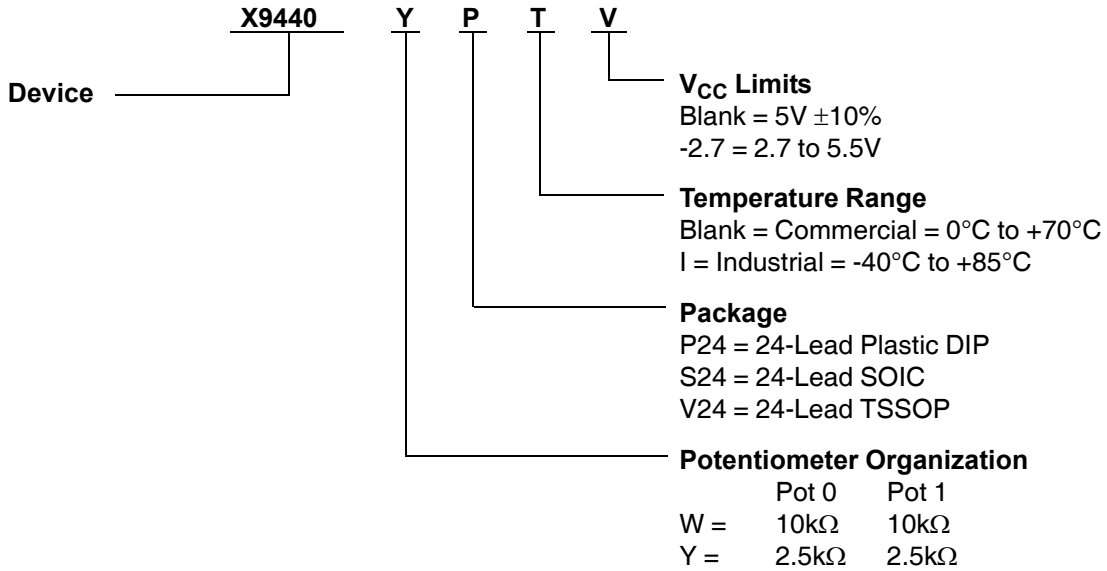 X9440 Y P T V
Device
VCC Limits
Blank = 5V ±10%
-2.7 = 2.7 to 5.5V
Temperature Range
Blank = Commercial = 0°C to +70°C
I = Industrial = -40°C to +85°C
Package
P24 = 24-Lead Plastic DIP
S24 = 24-Lead SOIC
V24 = 24-Lead TSSOP
Potentiometer Organization
Pot 0 Pot 1
W = 10kΩ 10kΩ
Y = 2.5kΩ 2.5kΩ